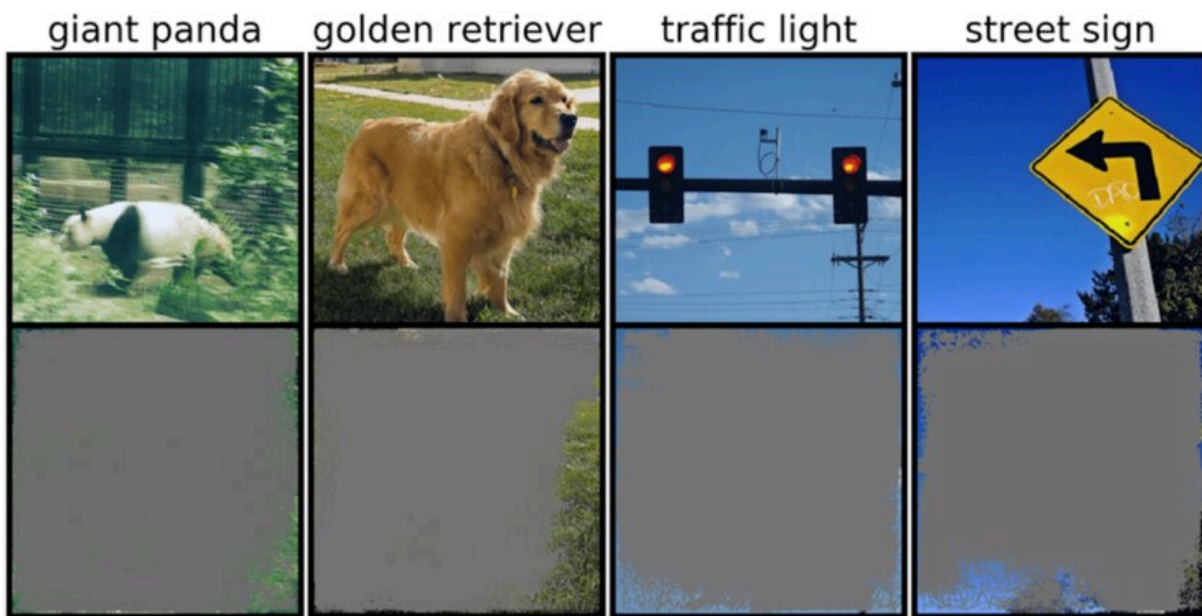 giant panda
golden retriever
traffic light
street sign